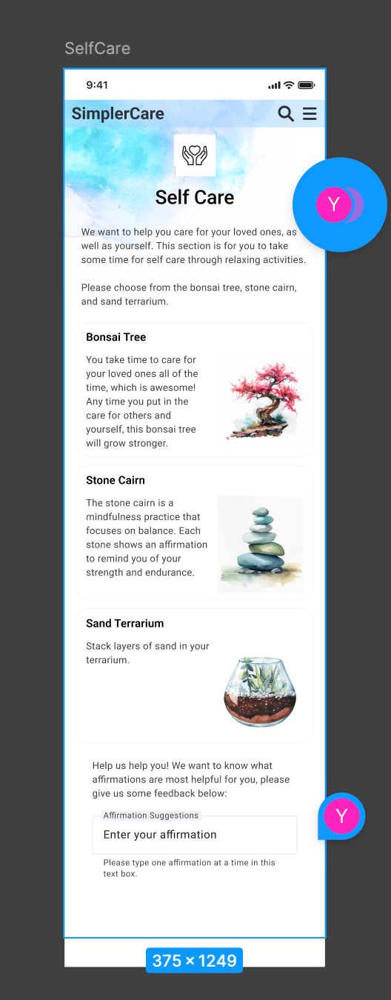 SelfCare
9:41
SimplerCare
Self Care
Y
We want to help you care for your loved ones, as
well as yourself. This section is for you to take
some time for self care through relaxing activities.
Please choose from the bonsai tree, stone cairn,
and sand terrarium.
Bonsai Tree
You take time to care for
your loved ones all of the
time, which is awesome!
Any time you put in the
care for others and
yourself, this bonsai tree
will grow stronger.
Stone Cairn
The stone cairn is a
mindfulness practice that
focuses on balance. Each
stone shows an affirmation
to remind you of your
strength and endurance.
Sand Terrarium
Stack layers of sand in your
terrarium.
Help us help you! We want to know what
affirmations are most helpful for you, please
give us some feedback below:
Affirmation Suggestions
Y
Enter your affirmation
Please type one affirmation at a time in this
text box.
375 × 1249